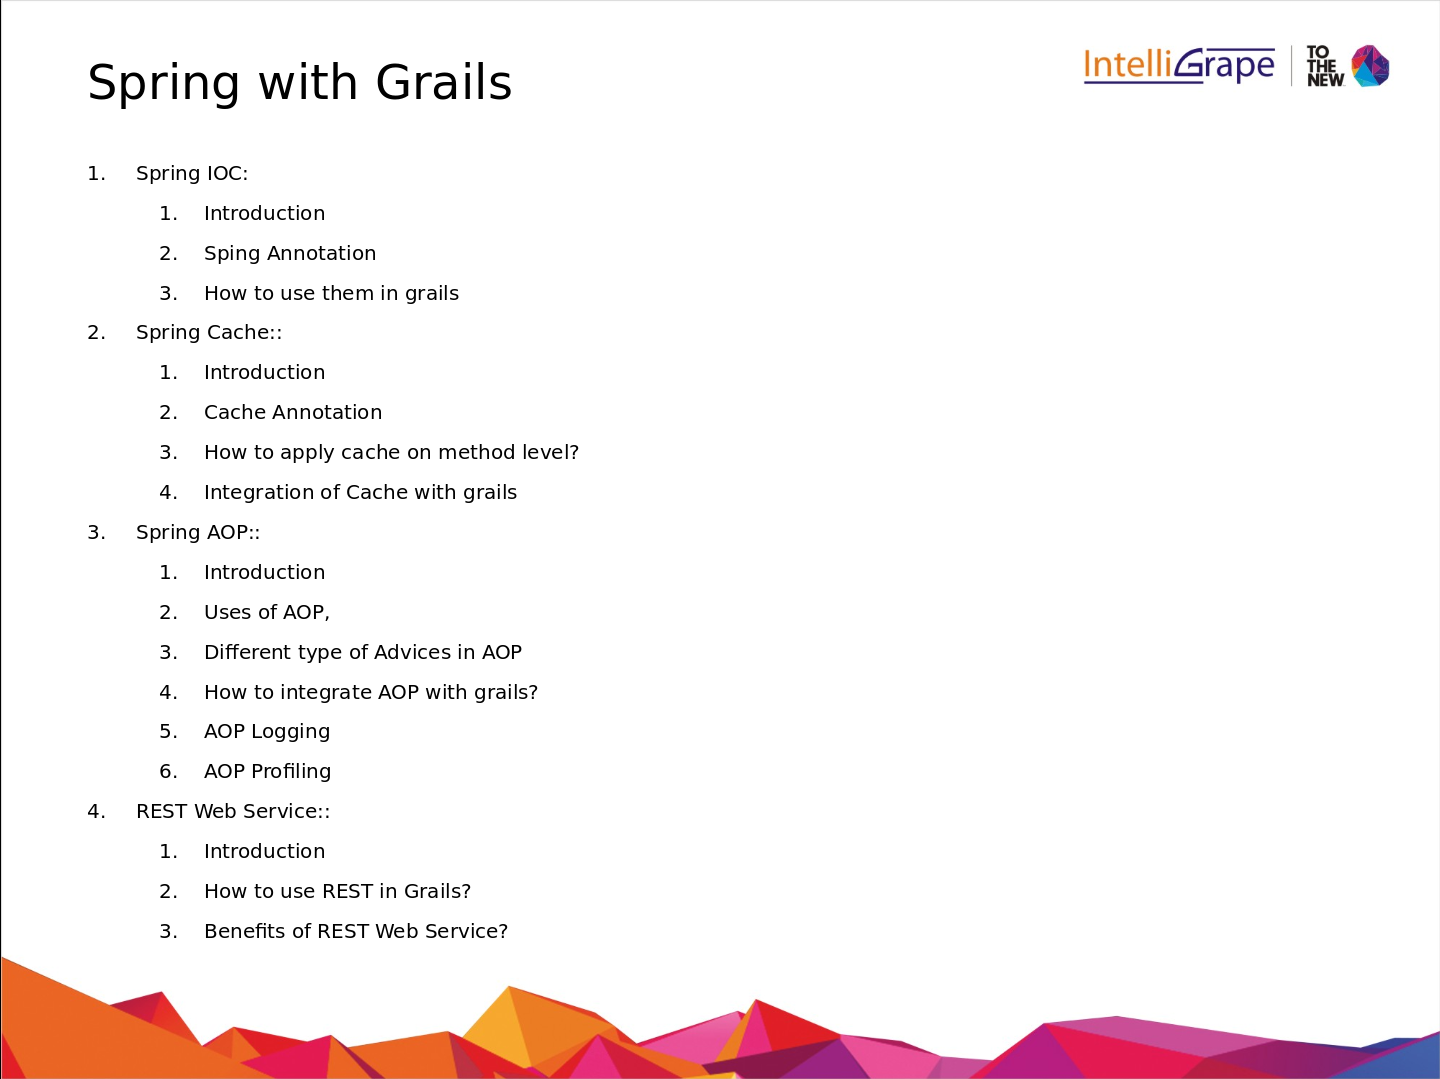 Spring with Grails
IntelliGrape
TO
THE
NEW
1. Spring IOC:
1. Introduction
2. Sping Annotation
3. How to use them in grails
2. Spring Cache::
1. Introduction
2. Cache Annotation
3. How to apply cache on method level?
4. Integration of Cache with grails
3. Spring AOP::
1. Introduction
2. Uses of AOP,
3. Different type of Advices in AOP
4. How to integrate AOP with grails?
5. AOP Logging
6. AOP Profiling
4. REST Web Service::
1. Introduction
2. How to use REST in Grails?
3. Benefits of REST Web Service?